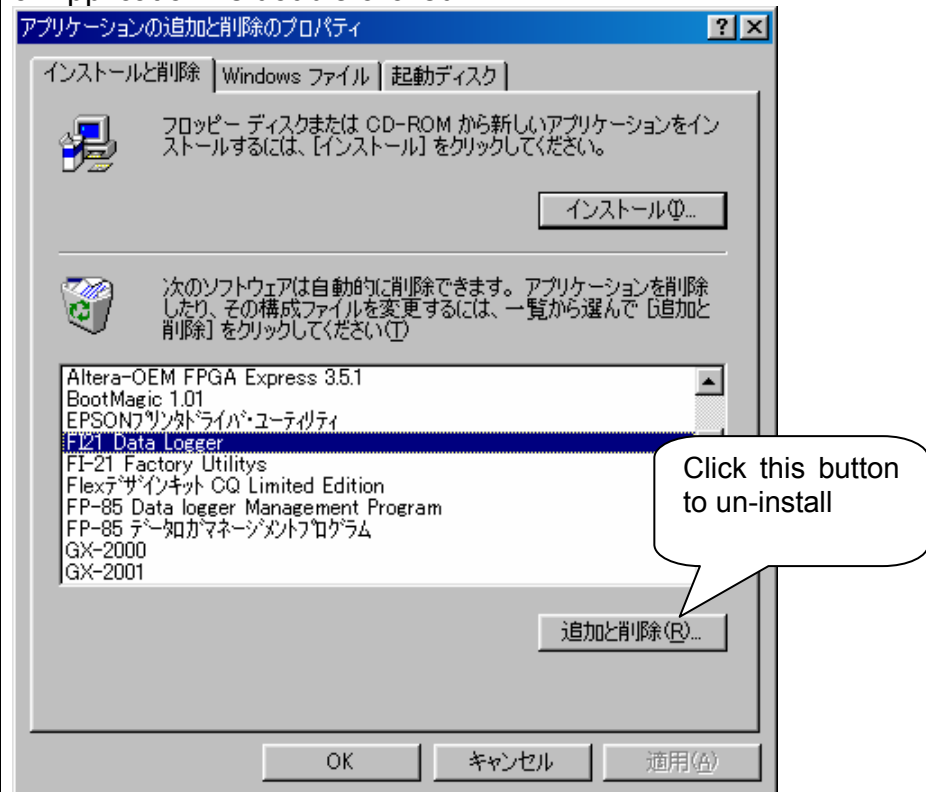 アプリケーションの追加と削除のプロパティ
インストールと削除 Windows ファイル 起動ディスク
フロッピー ディスクまたは CD-ROM から新しいアプリケーションをイン
ストールするには、[インストール] をクリックしてください。
インストール(I)...
次のソフトウェアは自動的に削除できます。アプリケーションを削除
したり、その構成ファイルを変更するには、一覧から選んで [追加と
削除] をクリックしてください(T)
Altera-OEM FPGA Express 3.5.1
BootMagic 1.01
EPSONプリンタドライバ・ユーティリティ
FI21 Data Logger
FI-21 Factory Utilitys
Flexデザインキット CQ Limited Edition
FP-85 Data logger Management Program
FP-85 データロガマネージメントプログラム
GX-2000
GX-2001
Click this button
to un-install
追加と削除(R)...
OK キャンセル 適用(A)